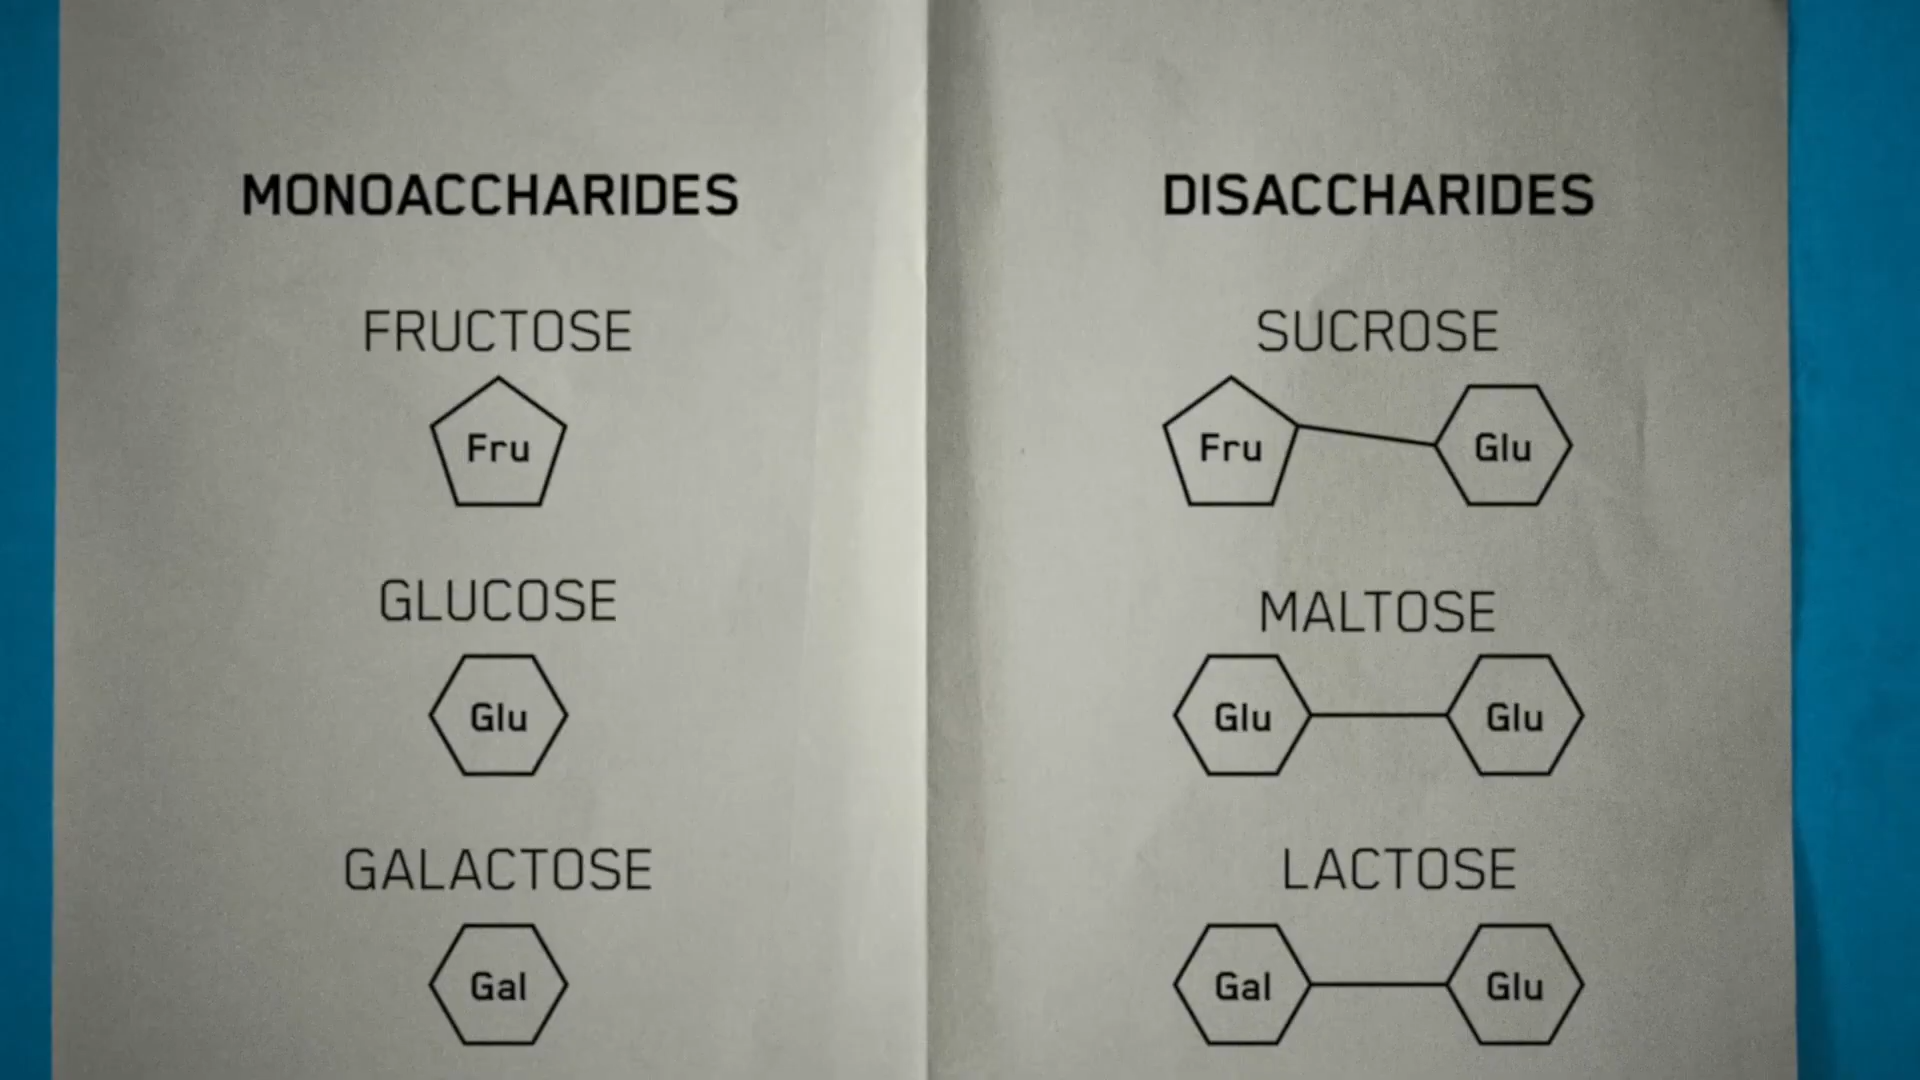 MONOACCHARIDES
FRUCTOSE
Fru
GLUCOSE
Glu
GALACTOSE
Gal
DISACCHARIDES
SUCROSE
Fru Glu
MALTOSE
Glu Glu
LACTOSE
Gal Glu